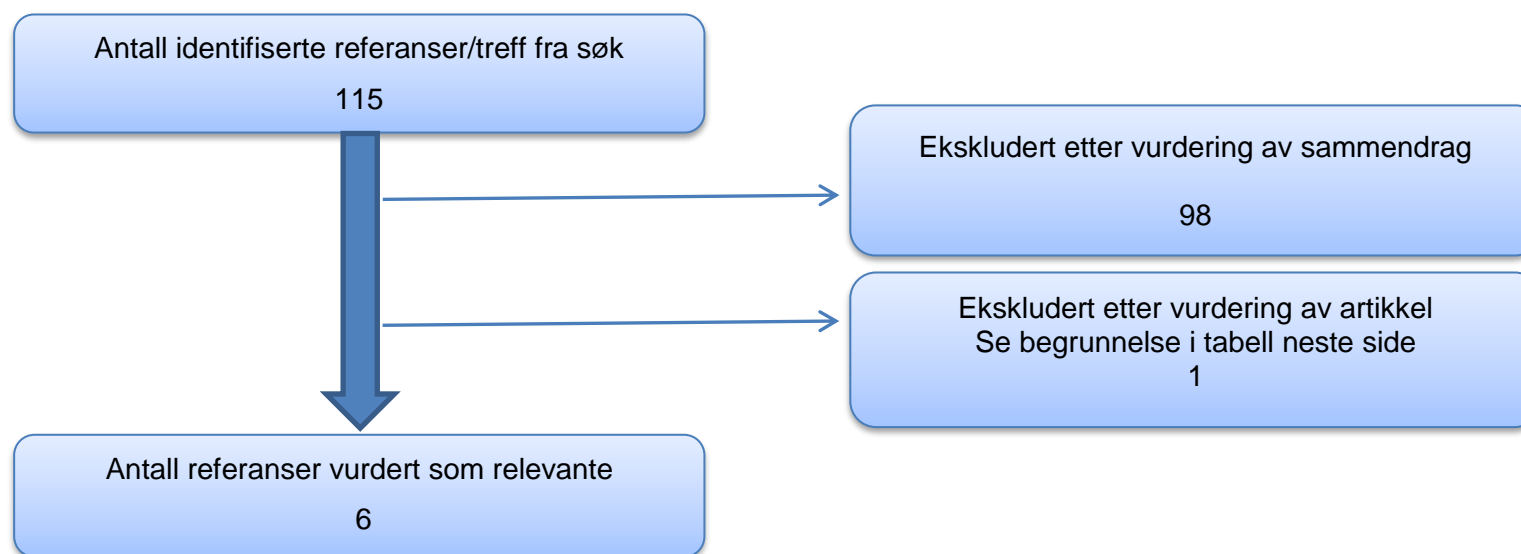 Antall identifiserte referanser/treff fra søk
115
Ekskludert etter vurdering av sammendrag
98
Ekskludert etter vurdering av artikkel
Se begrunnelse i tabell neste side
1
Antall referanser vurdert som relevante
6